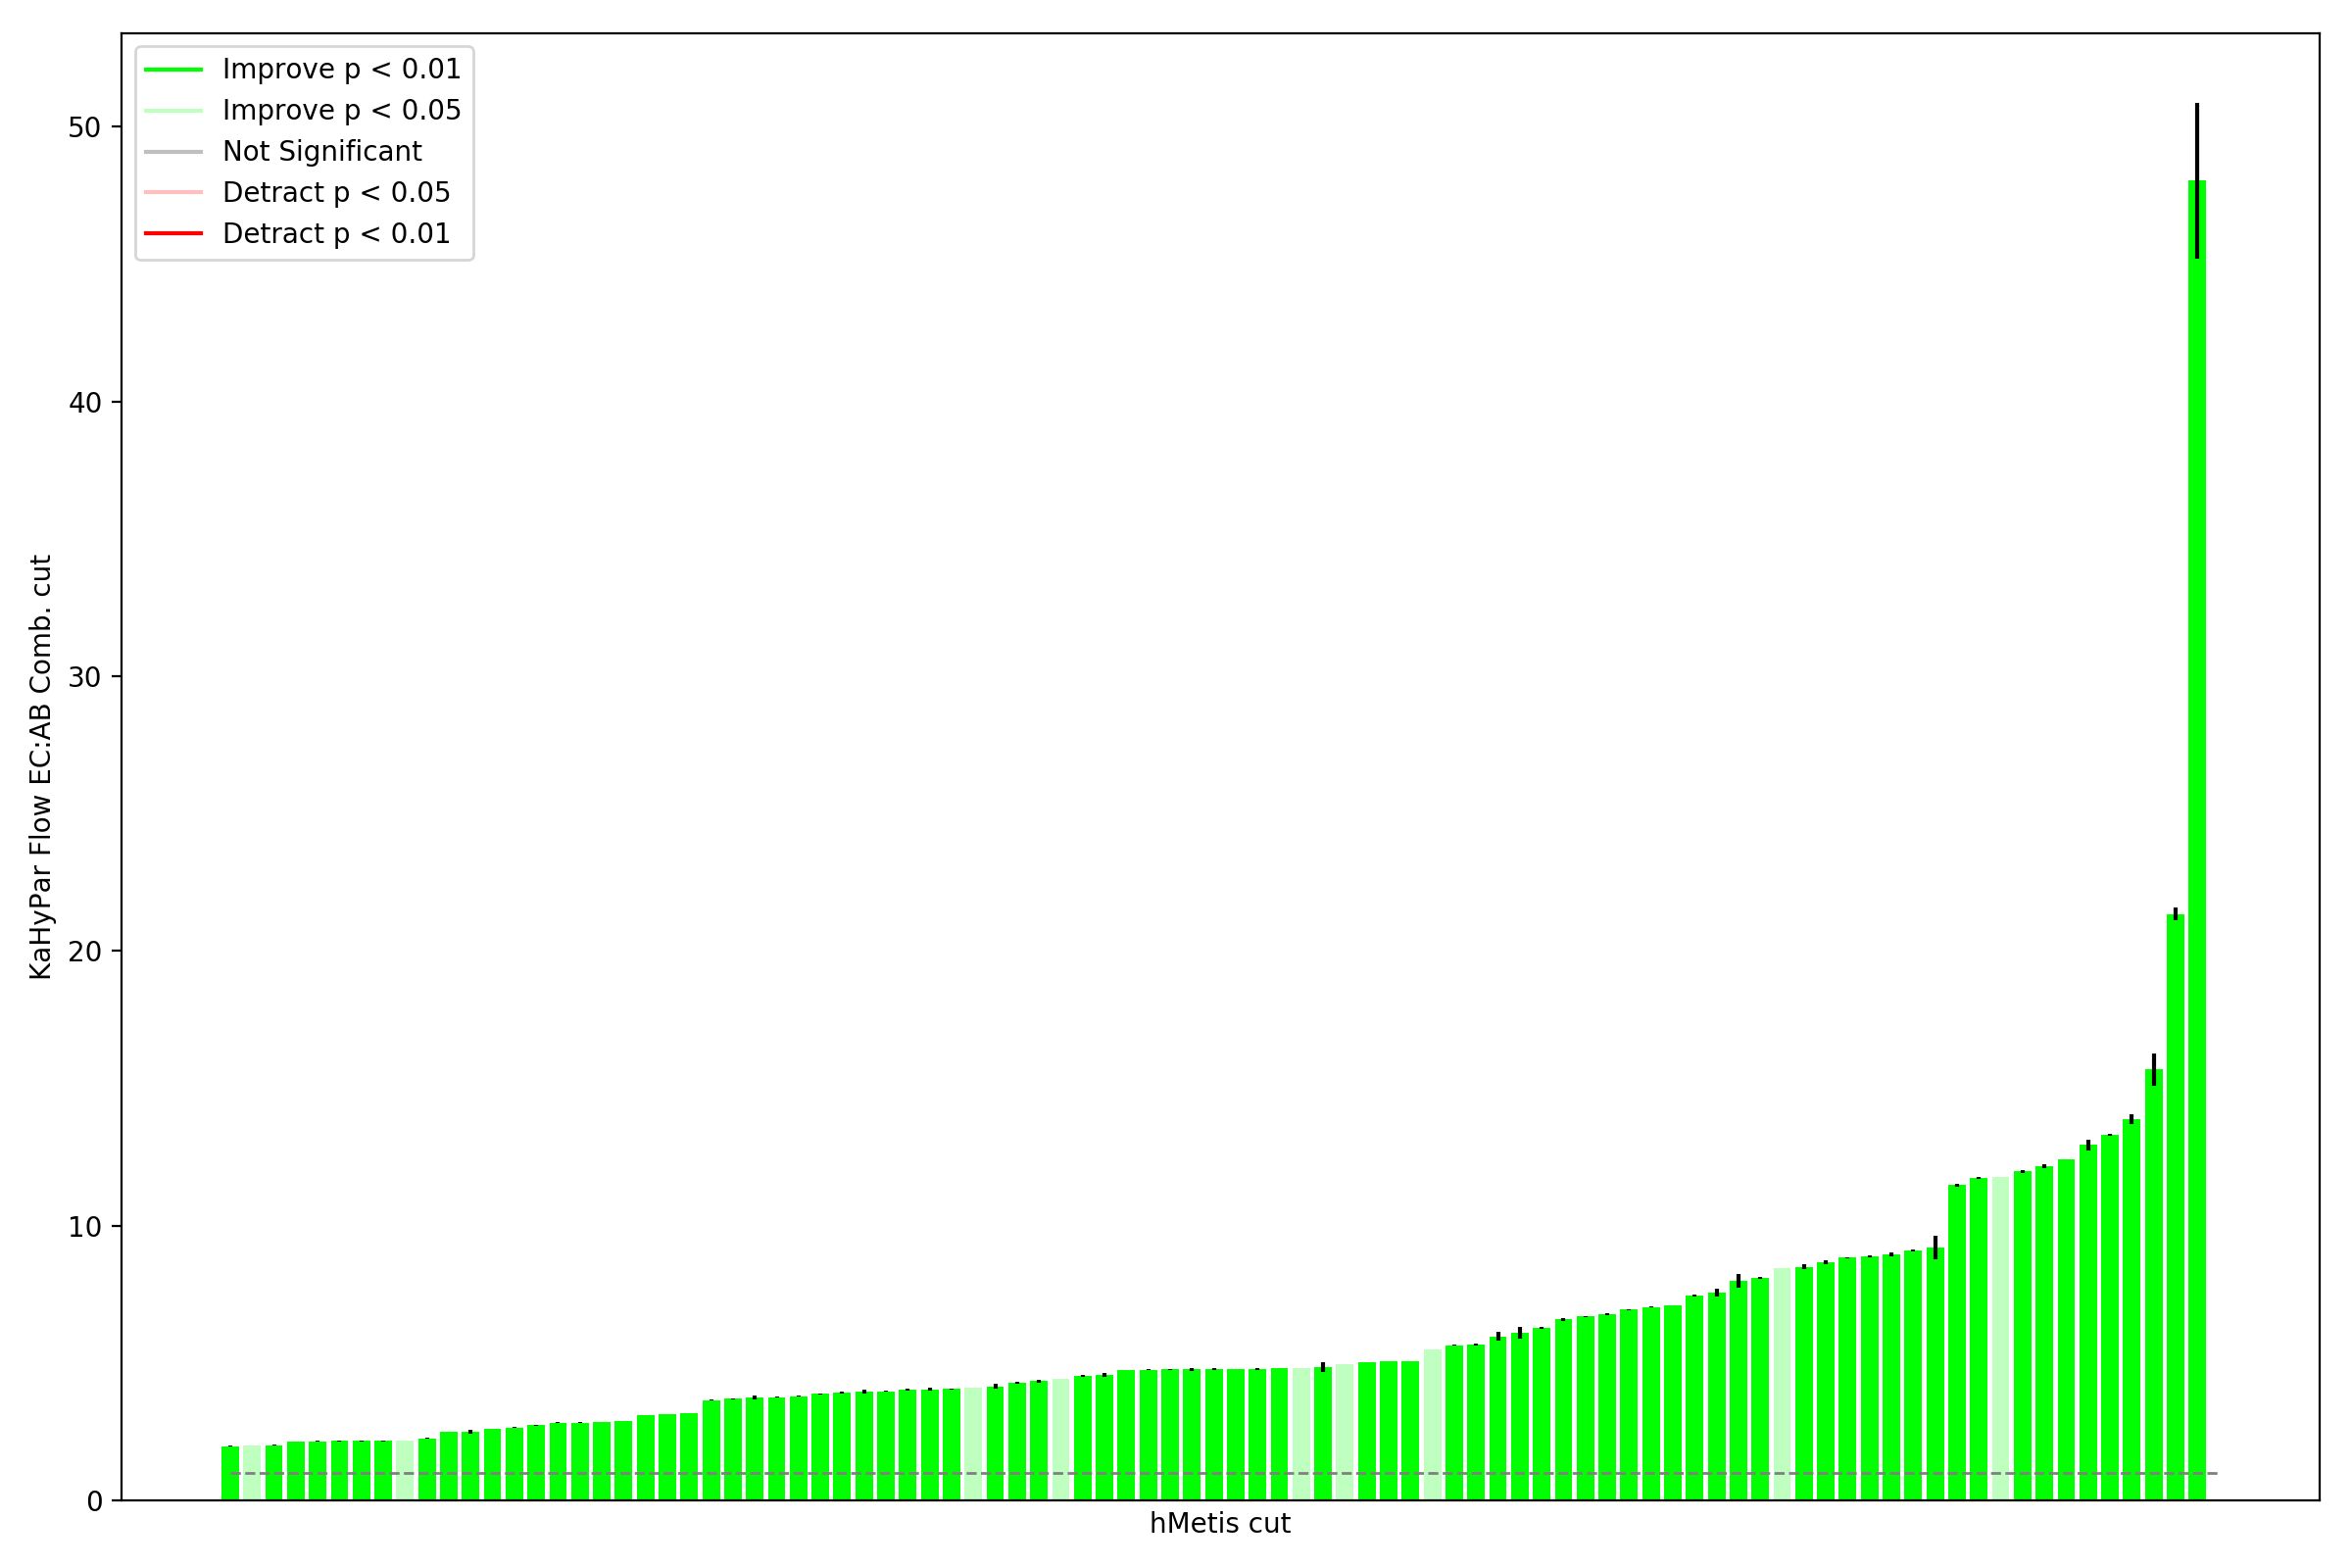 Improve p < 0.01
Improve p < 0.05
Not Significant
Detract p < 0.05
Detract p < 0.01
50
40
30
20
10
0
KaHyPar Flow EC:AB Comb. cut
hMetis cut